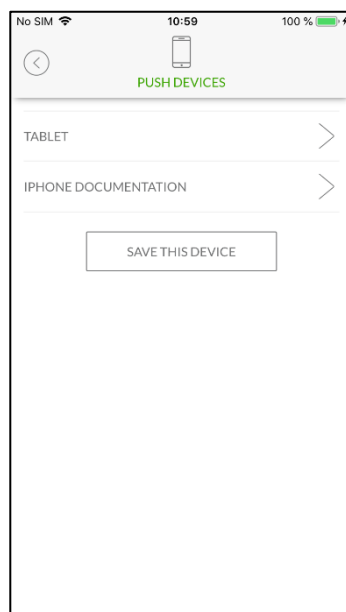 No SIM 10:59 100 %
PUSH DEVICES
TABLET
IPHONE DOCUMENTATION
SAVE THIS DEVICE